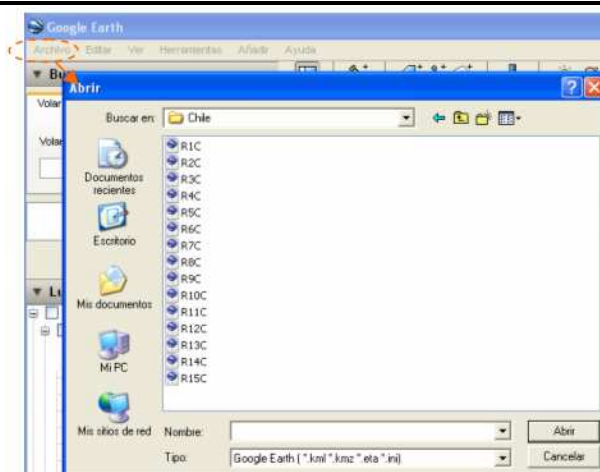 Google Earth
Archivo Editar Ver Herramientas Añadir Ayuda
Abrir
Volar
Buscar en: Chile
Volar
R1C
R2C
R3C
R4C
R5C
R6C
R7C
R8C
R9C
R10C
R11C
R12C
R13C
R14C
R15C
Documentos
recientes
Escritorio
Mis documentos
Mi PC
Mis sitios de red
Nombre: Abrir
Tipo: Google Earth (*.kml *.kmz *.eta *.ini) Cancelar